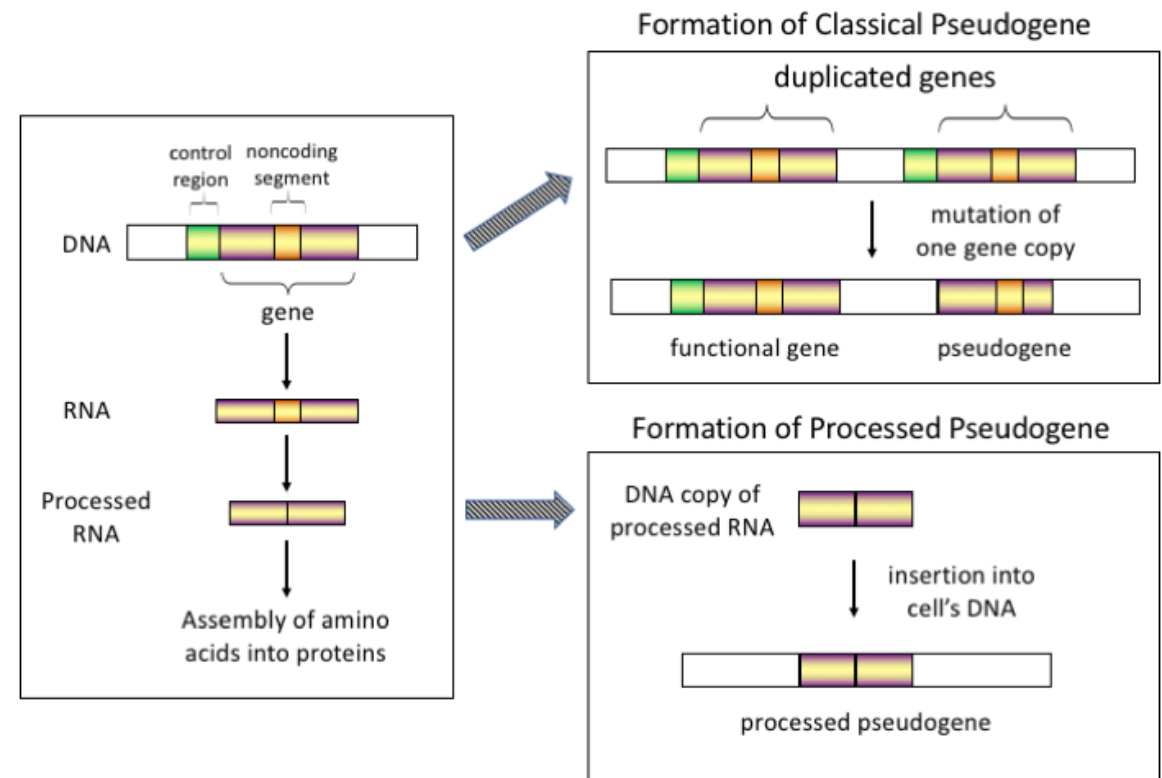 control
region
noncoding
segment
DNA
gene
RNA
Processed
RNA
Assembly of amino
acids into proteins
Formation of Classical Pseudogene
duplicated genes
mutation of
one gene copy
functional gene
pseudogene
Formation of Processed Pseudogene
DNA copy of
processed RNA
insertion into
cell's DNA
processed pseudogene